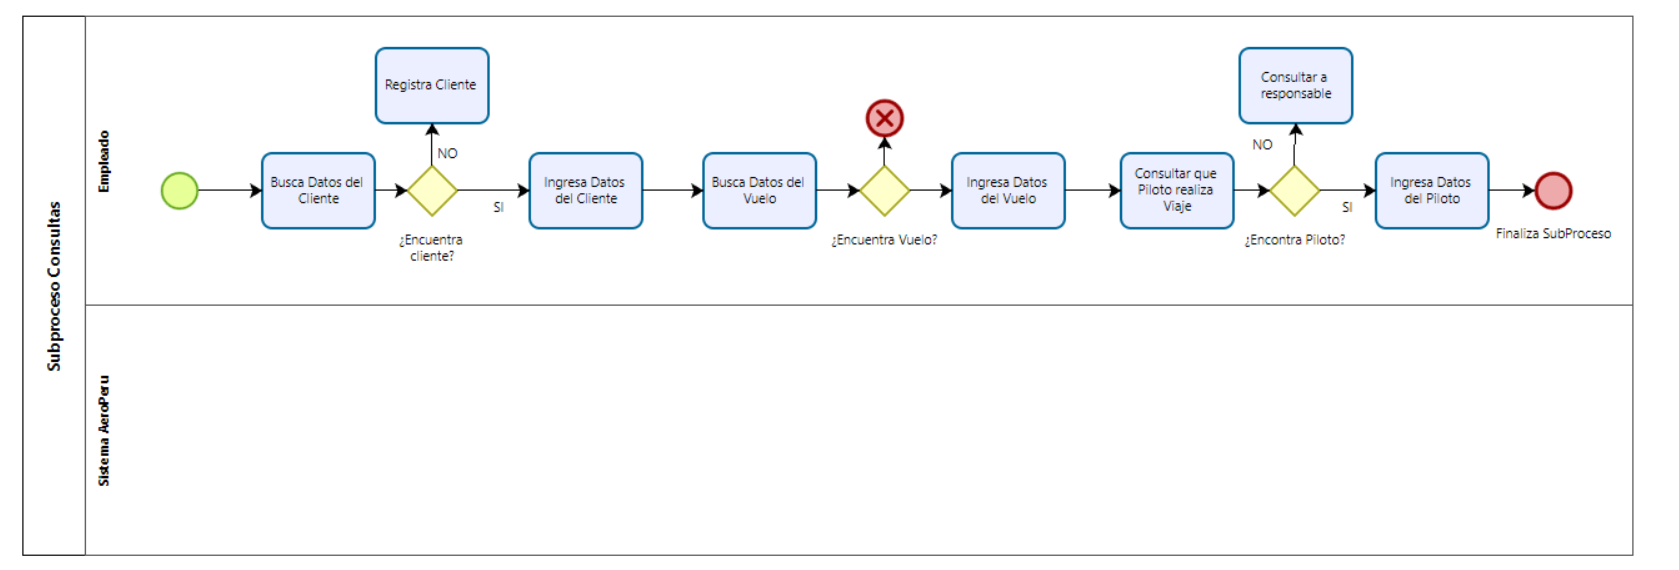 Subproceso Consultas
Empleado
Registra Cliente
NO
Busca Datos del
Cliente
¿Encuentra
cliente?
SI
Ingresa Datos
del Cliente
Busca Datos del
Vuelo
¿Encuentra Vuelo?
Ingresa Datos
del Vuelo
Consultar que
Piloto realiza
Viaje
Consultar a
responsable
NO
¿Encontra Piloto?
SI
Ingresa Datos
del Piloto
Finaliza SubProceso
Sistema AeroPeru